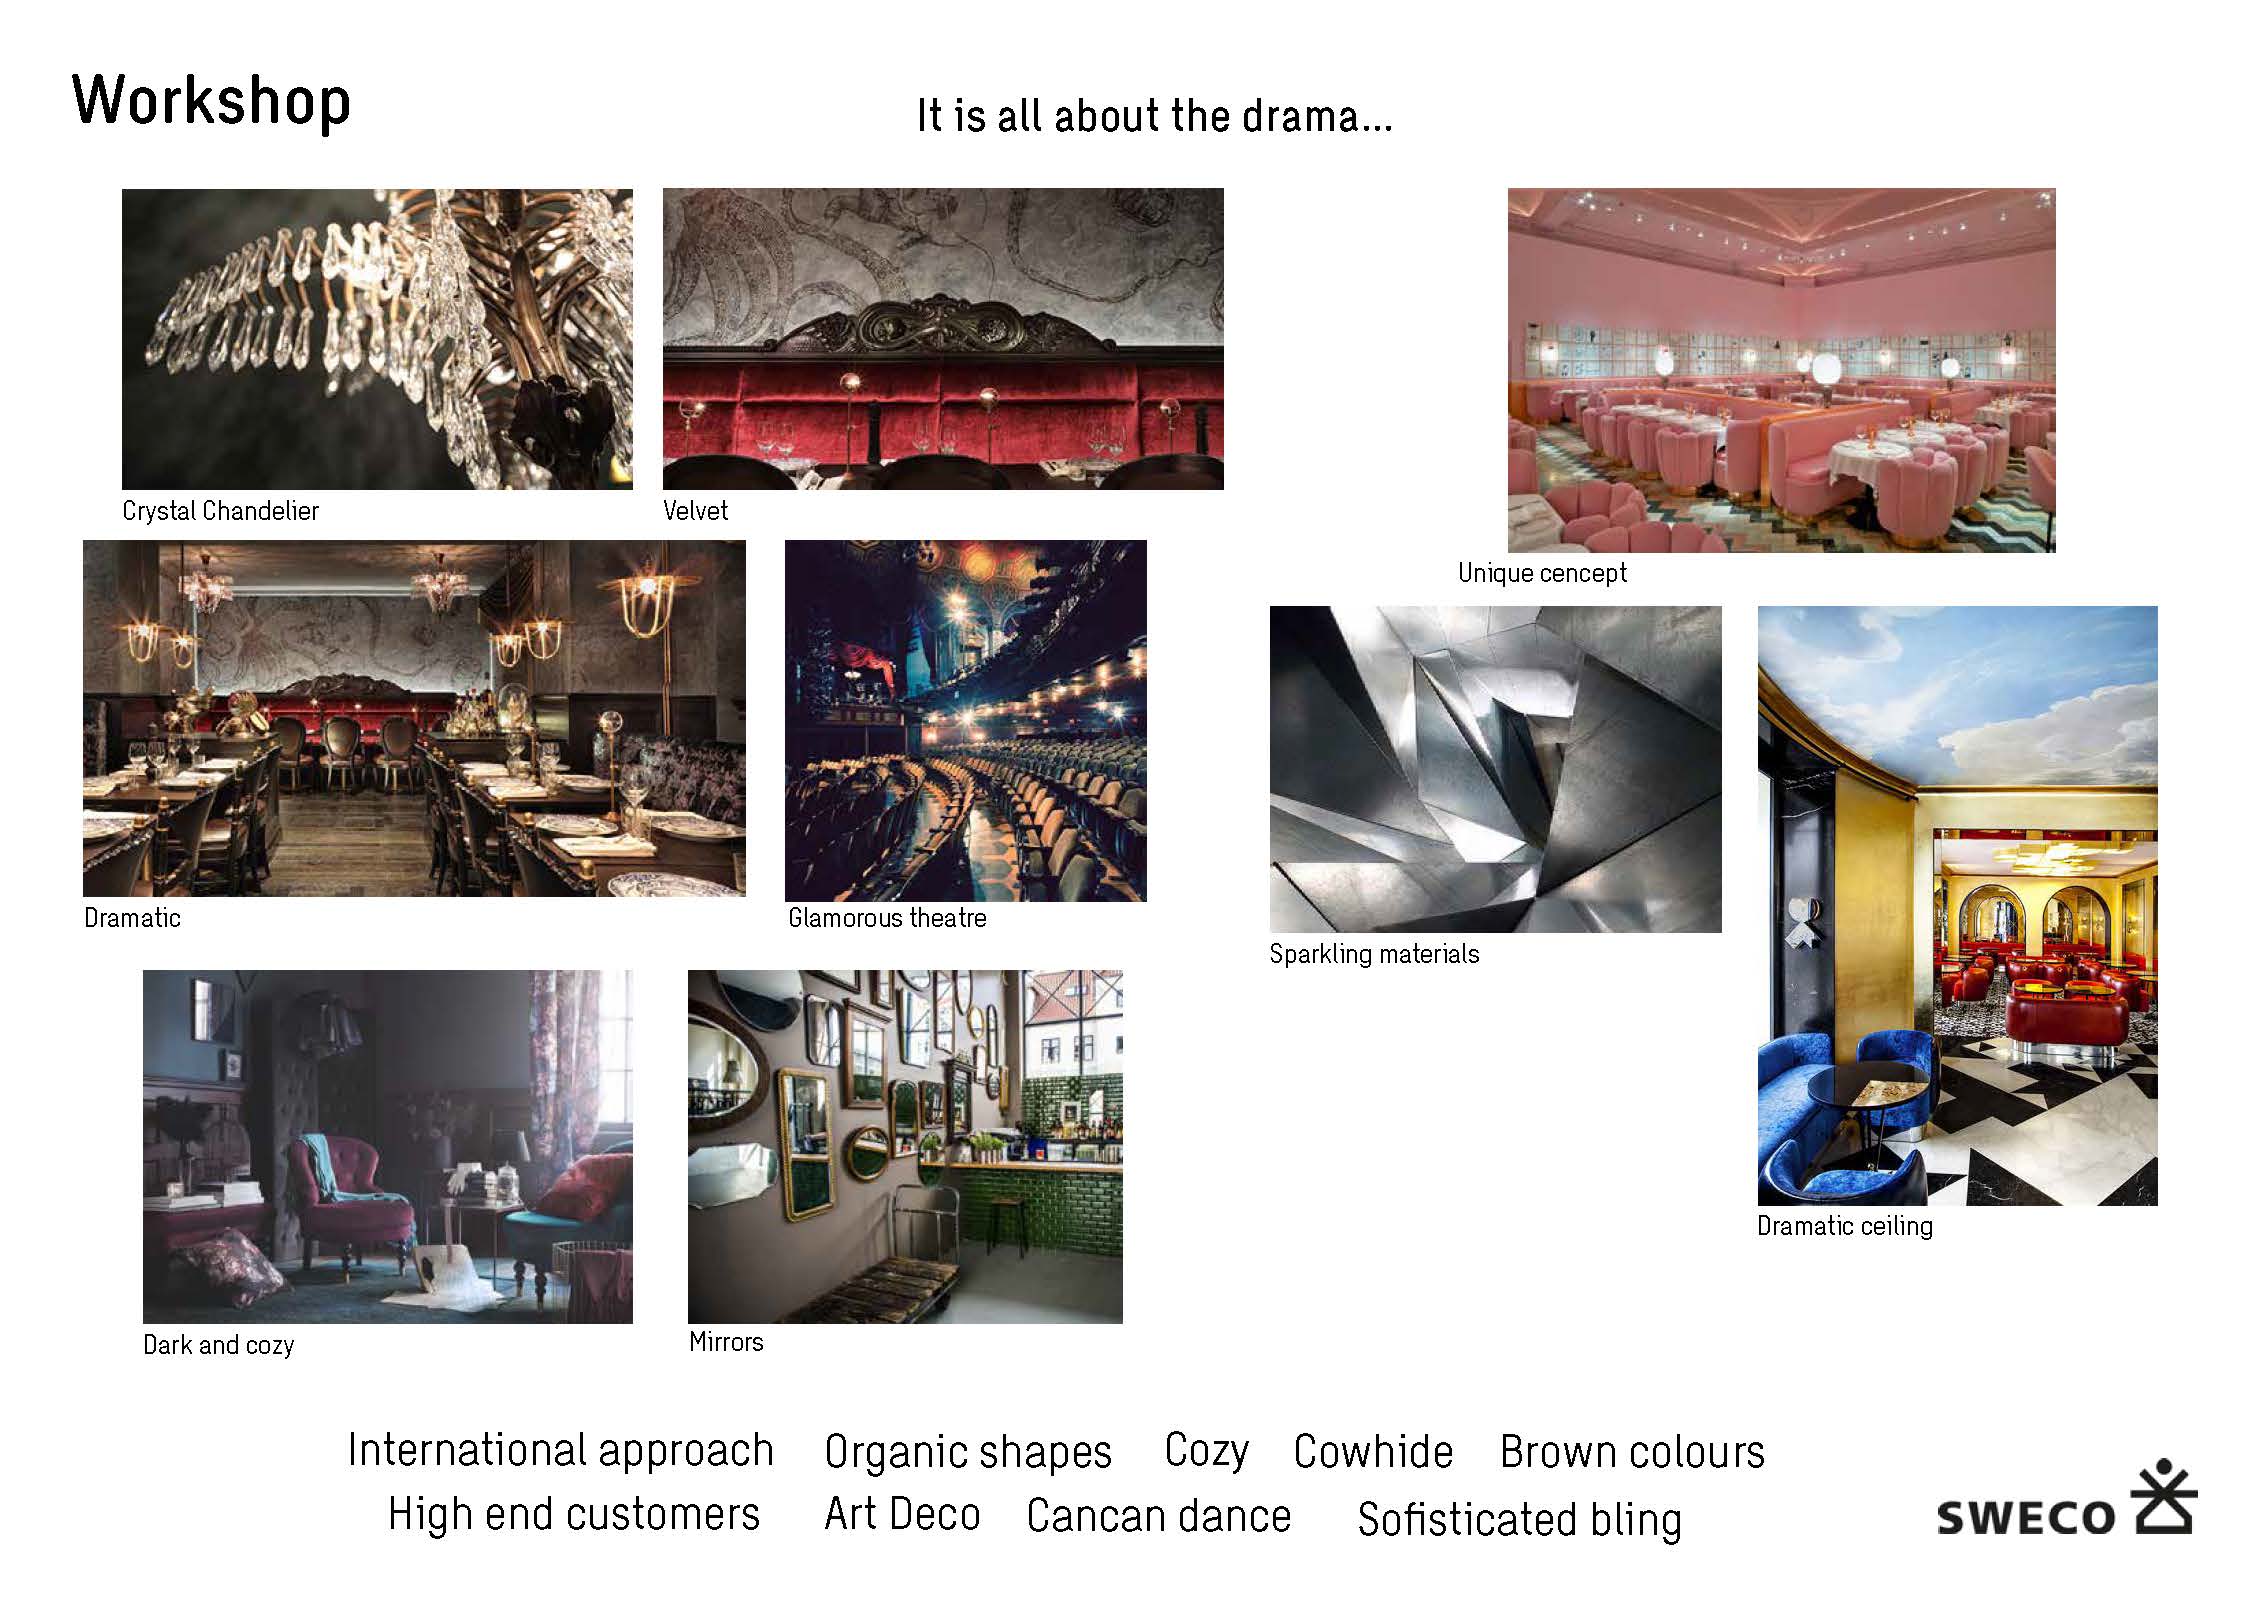 Workshop
It is all about the drama...
Crystal Chandelier
Velvet
Unique cencept
Dramatic
Glamorous theatre
Sparkling materials
Dramatic ceiling
Dark and cozy
Mirrors
International approach Organic shapes Cozy Cowhide Brown colours
High end customers Art Deco Cancan dance Sofisticated bling
SWECO